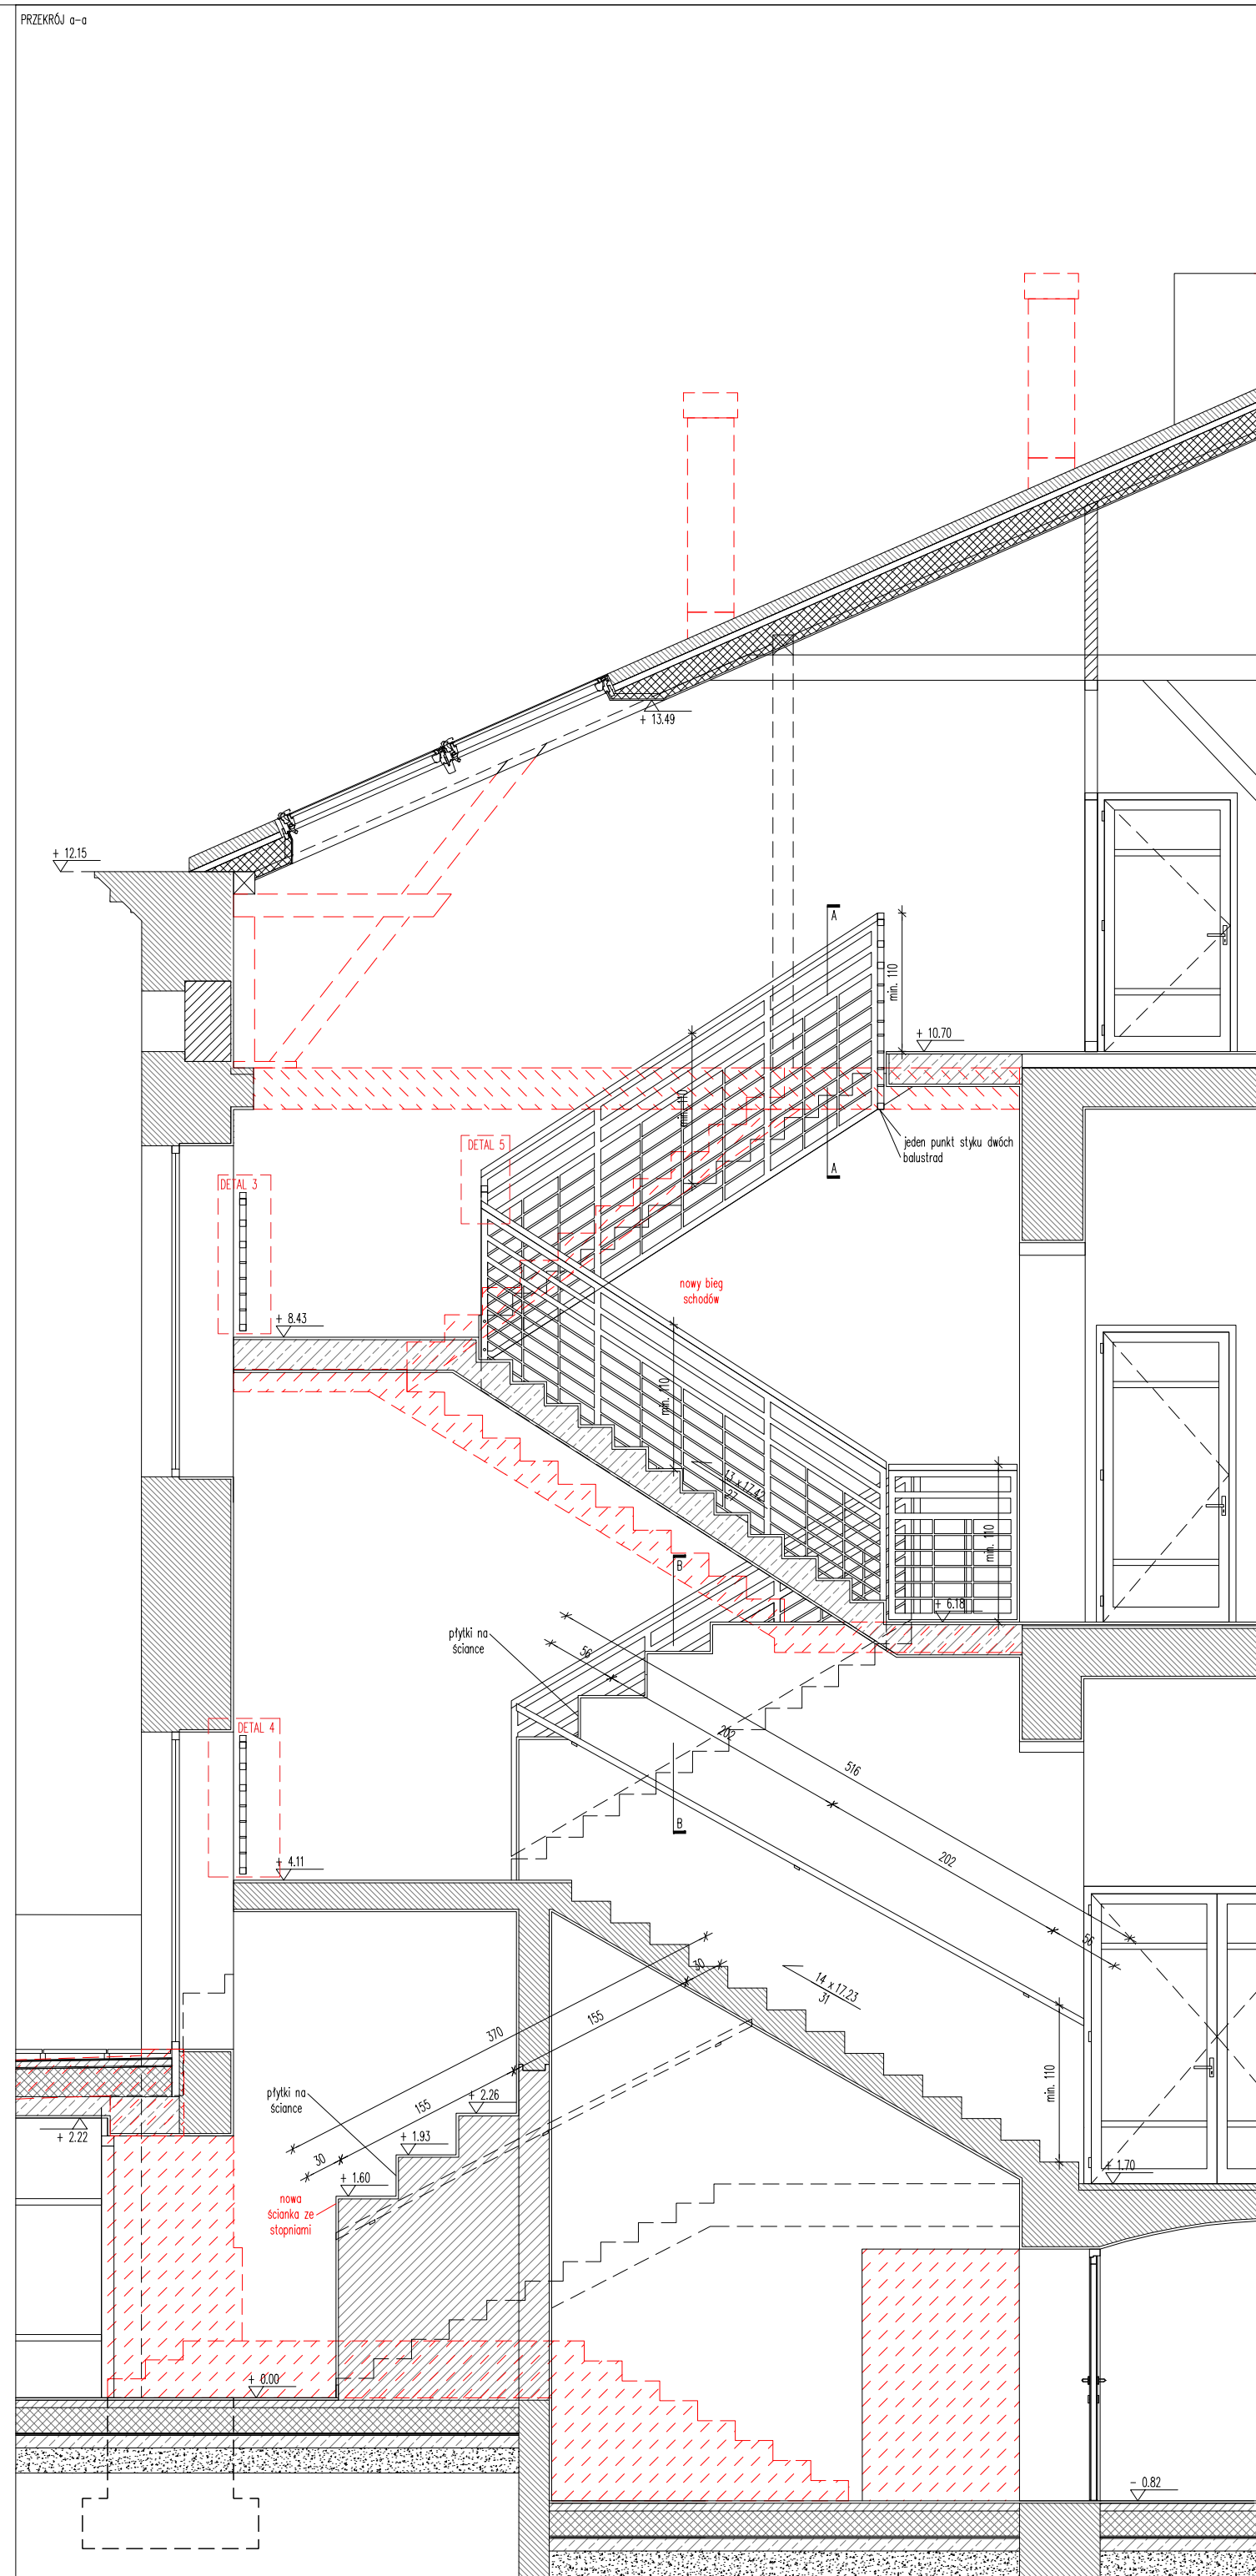 PRZEKRÓJ a-a
+ 13.49
+ 12.15
A
min. 110
+ 10.70
min. 110
DETAL 5
jeden punkt styku dwóch
balustrad
A
DETAL 3
nowy bieg
schodów
+ 8.43
min. 110
13 x 17.42
27
min. 110
B
+ 6.18
płytki na
ściance
56
DETAL 4
202
516
B
202
+ 4.11
56
30
14 x 17.23
31
155
370
min. 110
płytki na
ściance
155
+ 2.26
+ 2.22
+ 1.93
30
+ 1.70
+ 1.60
nowa
ścianka ze
stopniami
+ 0.00
- 0.82